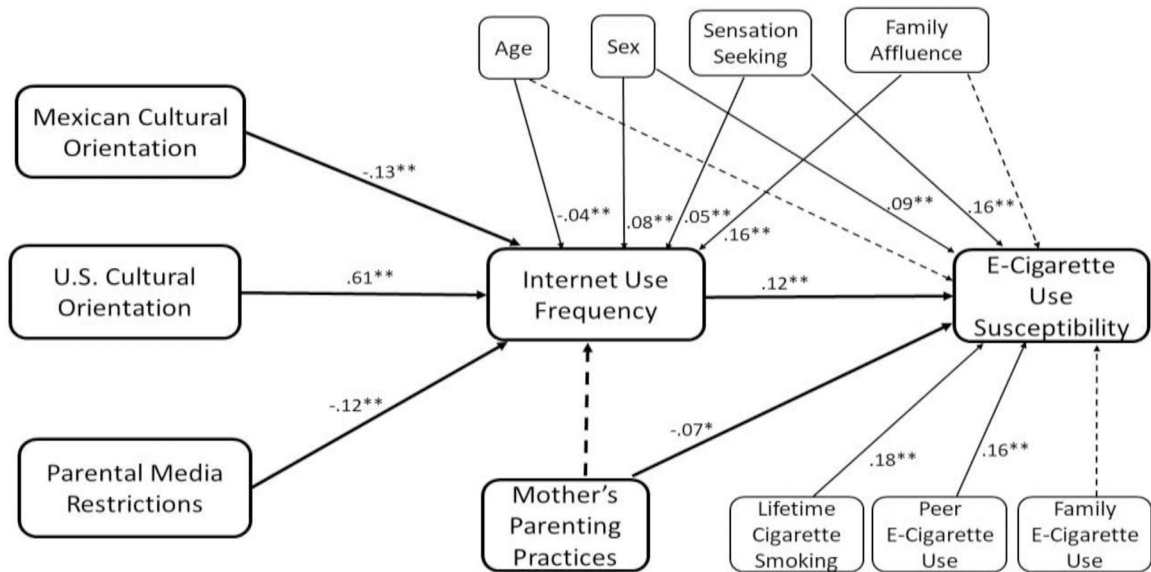 Age
Sex
Sensation
Seeking
Family
Affluence
Mexican Cultural
Orientation
-.13**
-.04**
.08**
.05**
.16**
.09**
.16**
U.S. Cultural
Orientation
.61**
Internet Use
Frequency
.12**
E-Cigarette
Use
Susceptibility
-.12**
-.07*
.18**
.16**
Parental Media
Restrictions
Mother’s
Parenting
Practices
Lifetime
Cigarette
Smoking
Peer
E-Cigarette
Use
Family
E-Cigarette
Use